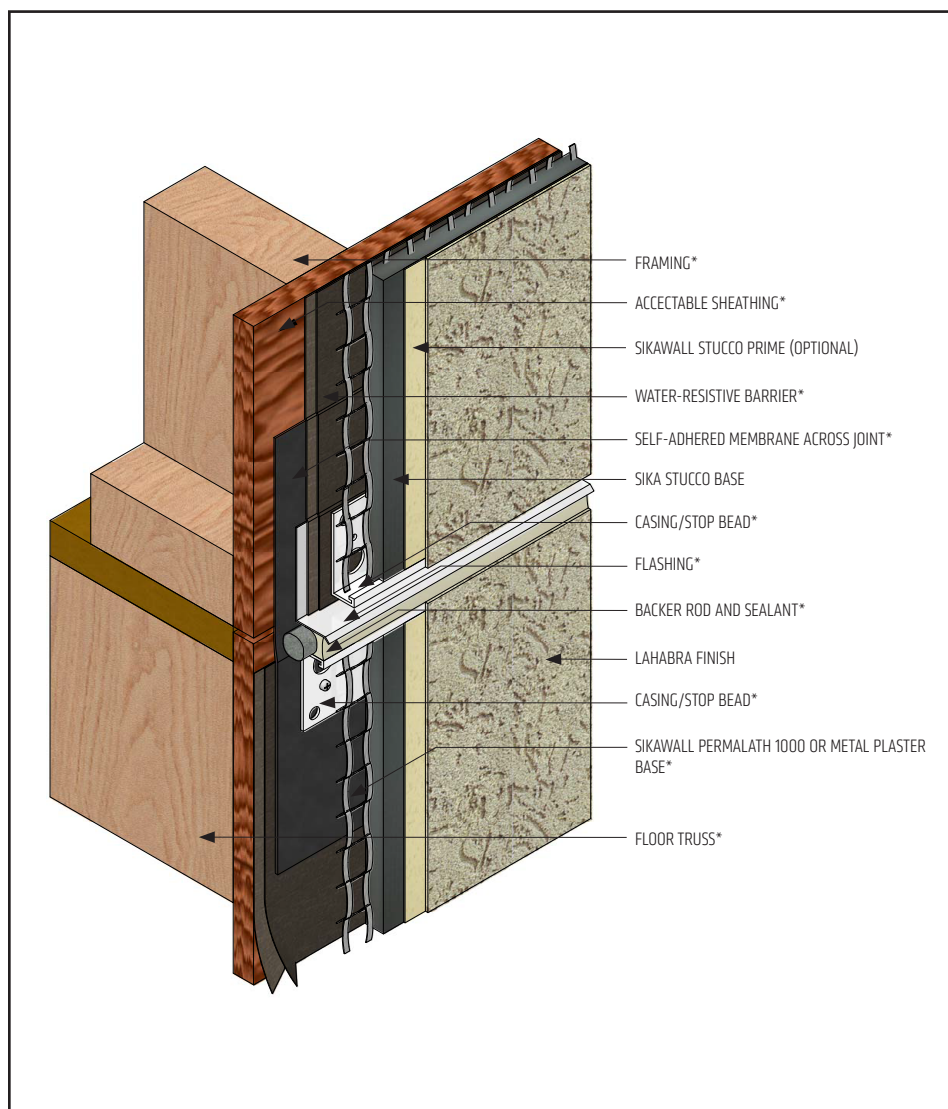 FRAMING*
ACCECTABLE SHEATHING*
SIKAWALL STUCCO PRIME (OPTIONAL)
WATER-RESISTIVE BARRIER*
SELF-ADHERED MEMBRANE ACROSS JOINT*
SIKA STUCCO BASE
CASING/STOP BEAD*
FLASHING*
BACKER ROD AND SEALANT*
LAHABRA FINISH
CASING/STOP BEAD*
SIKAWALL PERMALATH 1000 OR METAL PLASTER
BASE*
FLOOR TRUSS*